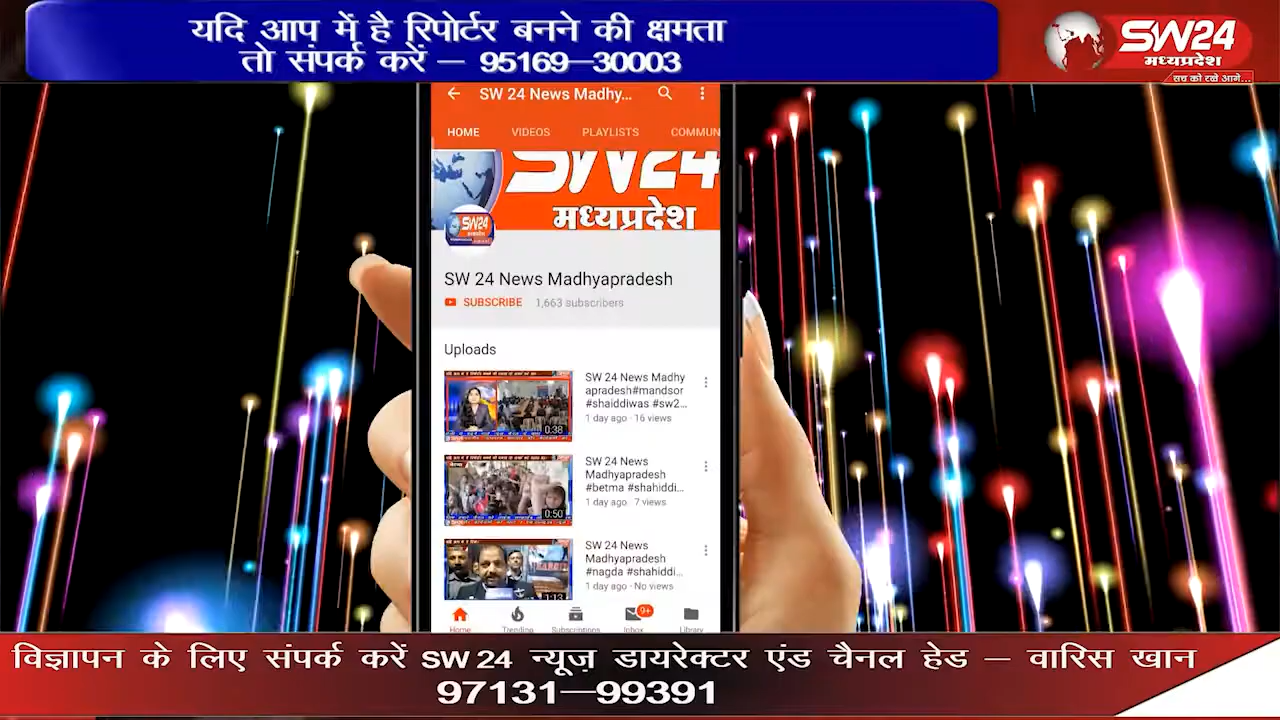 यदि आप में है रिपोर्टर बनने की क्षमता
तो संपर्क करें – 95169–30003
SW24
मध्यप्रदेश
सच को रखे आगे...
SW 24 News Madhy...
HOME VIDEOS PLAYLISTS COMMUN
SW24
मध्यप्रदेश
SW24
SW 24 News Madhyapradesh
SUBSCRIBE 1,663 subscribers
Uploads
SW 24 News Madhy
apradesh#mandsor
#shaiddiwas #sw2...
1 day ago · 16 views
0:38
SW 24 News
Madhyapradesh
#betma #shahiddi...
1 day ago · 7 views
0:50
SW 24 News
Madhyapradesh
#nagda #shahiddi...
1 day ago · No views
1:13
9+
Home Trending Subscriptions Inbox Library
विज्ञापन के लिए संपर्क करें SW 24 न्यूज़ डायरेक्टर एंड चैनल हेड – वारिस खान
97131–99391